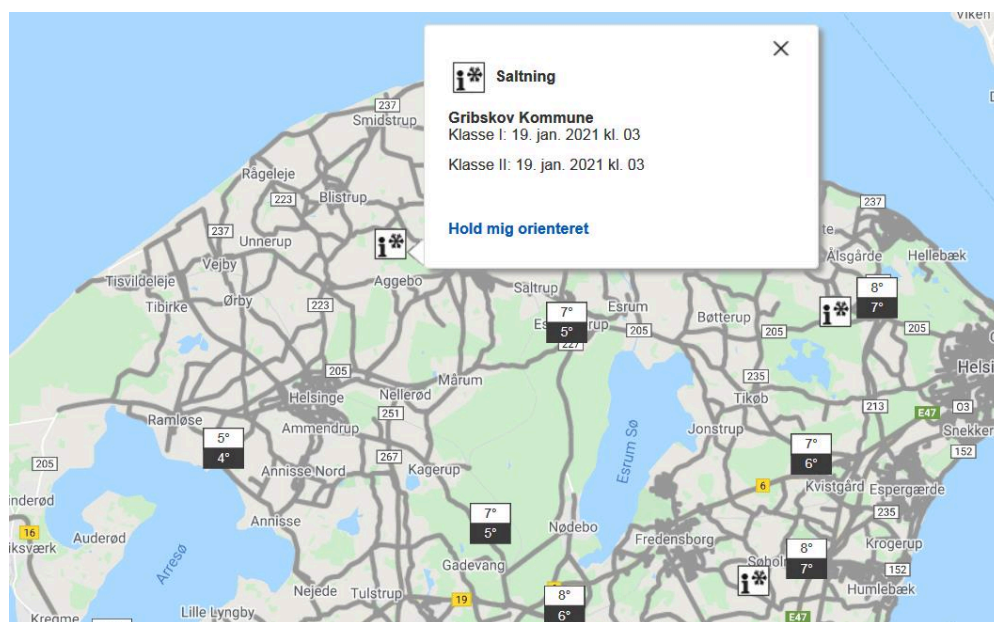 Viken
237
Smidstrup
Saltning
Gribskov Kommune
Klasse I: 19. jan. 2021 kl. 03
Klasse II: 19. jan. 2021 kl. 03
Hold mig orienteret
Rågeleje
223
Blistrup
237
237
Unnerup
Vejby
Ålsgårde
Hellebæk
Tisvildeleje
Aggebo
Saltrup
8°
7°
Tibirke
Ørby
223
7°
5°
Esrum
Bøtterup
205
205
205
227
205
Mårum
235
Helsinge
Nellerød
Tikøb
03
251
213
E47
Ramløse
Ammendrup
Jonstrup
5°
4°
Esrum Sø
7°
6°
152
205
267
Annisse Nord
Kagerup
6
Kvistgård
Espergærde
7°
5°
235
Annisse
Nødebo
16
Auderød
Fredensborg
Krogerup
Arresø
Gadevang
8°
7°
152
Nejede
Tulstrup
19
8°
6°
Humlebæk
Lille Lyngby
E47
Kregme